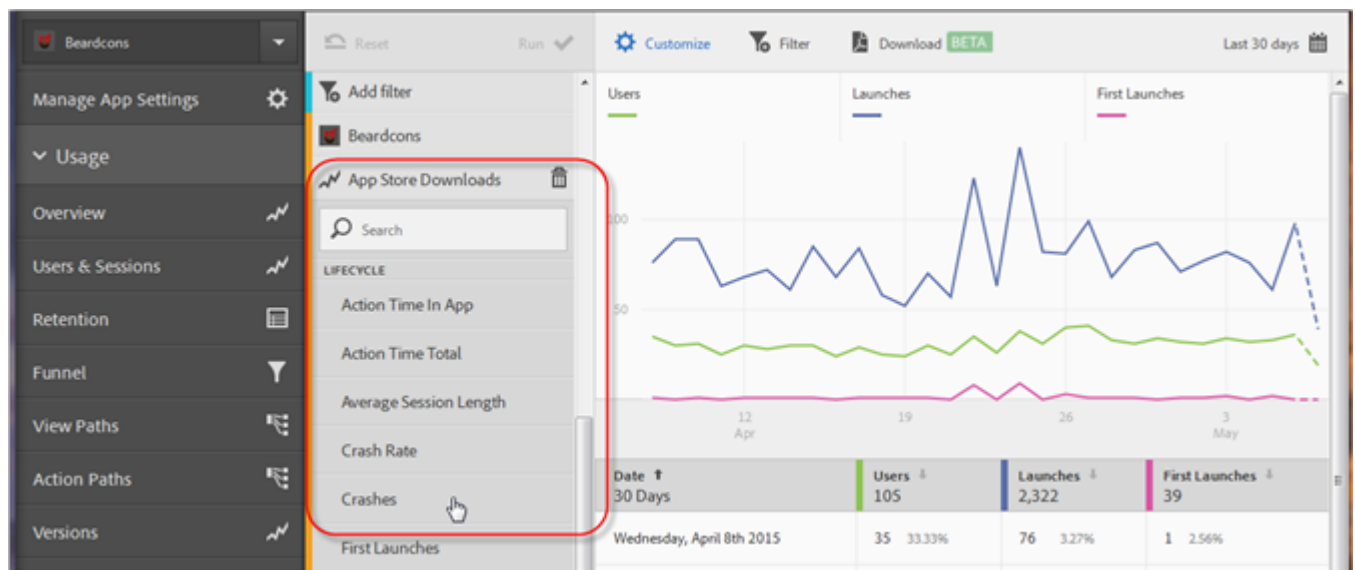 Beardcons
Manage App Settings
Usage
Overview
Users & Sessions
Retention
Funnel
View Paths
Action Paths
Versions
Reset Run
Add filter
Beardcons
App Store Downloads
Search
LIFECYCLE
Action Time In App
Action Time Total
Average Session Length
Crash Rate
Crashes
First Launches
Customize Filter Download BETA Last 30 days
Users Launches First Launches
100
50
12 19 26 3
Apr May
Date Users Launches First Launches
30 Days 105 2,322 39
Wednesday, April 8th 2015 35 33.33% 76 3.27% 1 2.56%